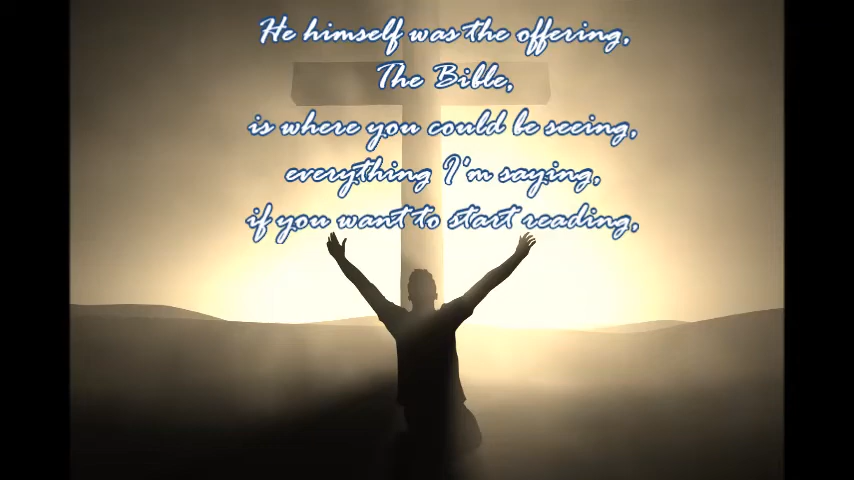 He himself was the offering,
The Bible,
is where you could be seeing,
everything I'm saying,
if you want to start reading,